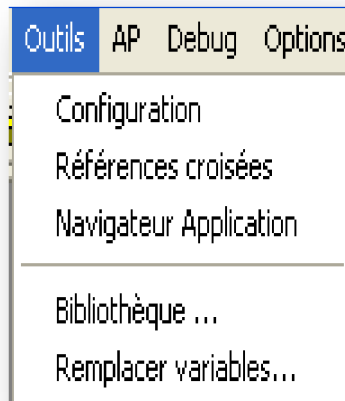 Outils AP Debug Options
Configuration
Références croisées
Navigateur Application
Bibliothèque ...
Remplacer variables...